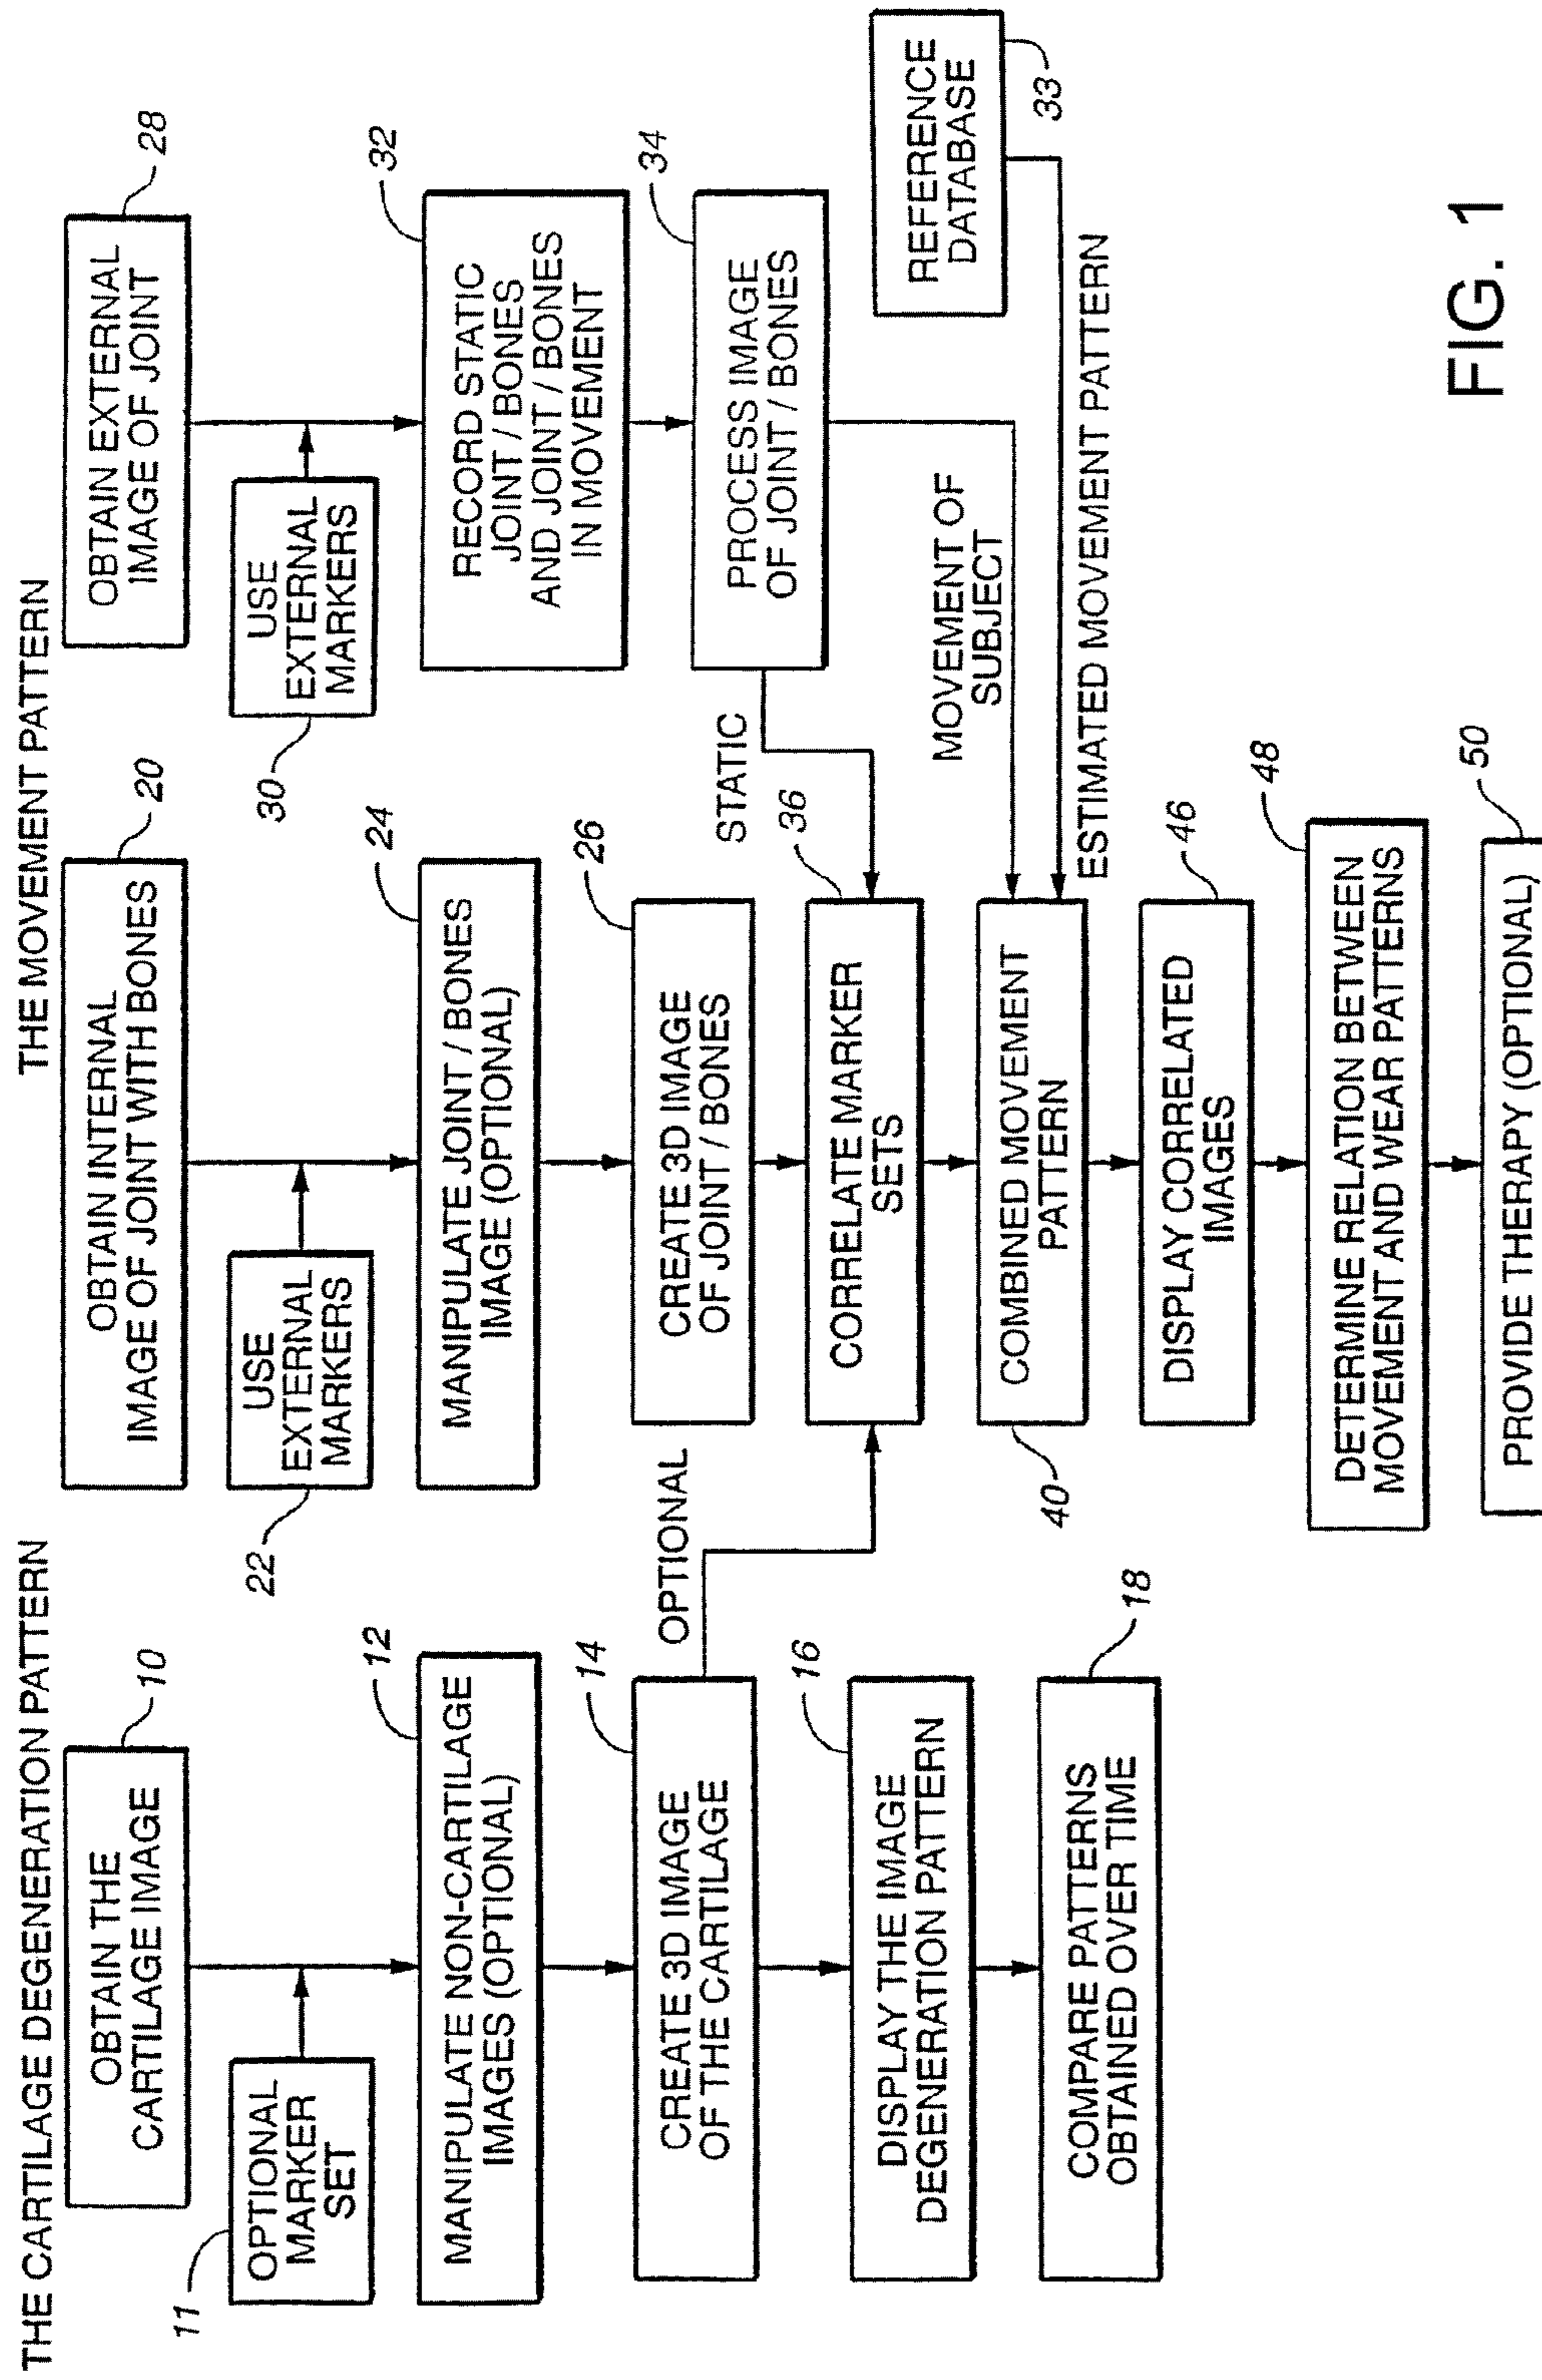 THE CARTILAGE DEGENERATION PATTERN
10
OBTAIN THE
CARTILAGE IMAGE
11
OPTIONAL
MARKER
SET
12
MANIPULATE NON-CARTILAGE
IMAGES (OPTIONAL)
14
CREATE 3D IMAGE
OF THE CARTILAGE
OPTIONAL
16
DISPLAY THE IMAGE
DEGENERATION PATTERN
18
COMPARE PATTERNS
OBTAINED OVER TIME
THE MOVEMENT PATTERN
20
OBTAIN INTERNAL
IMAGE OF JOINT WITH BONES
22
USE
EXTERNAL
MARKERS
24
MANIPULATE JOINT / BONES
IMAGE (OPTIONAL)
26
CREATE 3D IMAGE
OF JOINT / BONES
36
CORRELATE MARKER
SETS
40
COMBINED MOVEMENT
PATTERN
46
DISPLAY CORRELATED
IMAGES
48
DETERMINE RELATION BETWEEN
MOVEMENT AND WEAR PATTERNS
50
PROVIDE THERAPY (OPTIONAL)
28
OBTAIN EXTERNAL
IMAGE OF JOINT
30
USE
EXTERNAL
MARKERS
32
RECORD STATIC
JOINT / BONES
AND JOINT / BONES
IN MOVEMENT
34
PROCESS IMAGE
OF JOINT / BONES
STATIC
MOVEMENT OF
SUBJECT
REFERENCE
DATABASE
33
ESTIMATED MOVEMENT PATTERN
FIG. 1